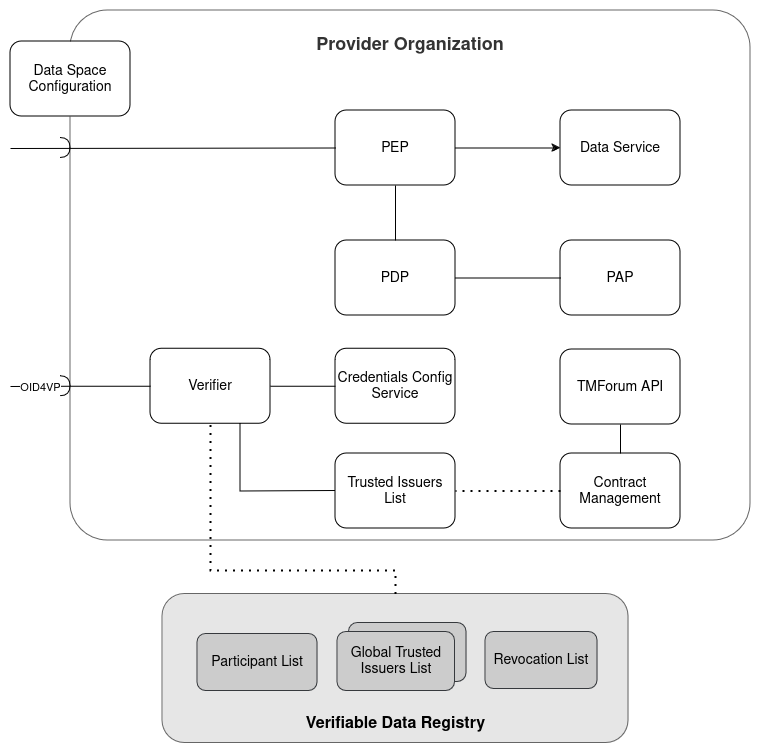 Provider Organization
Data Space
Configuration
PEP
Data Service
PDP
PAP
OID4VP
Verifier
Credentials Config
Service
TMForum API
Trusted Issuers
List
Contract
Management
Participant List
Global Trusted
Issuers List
Revocation List
Verifiable Data Registry